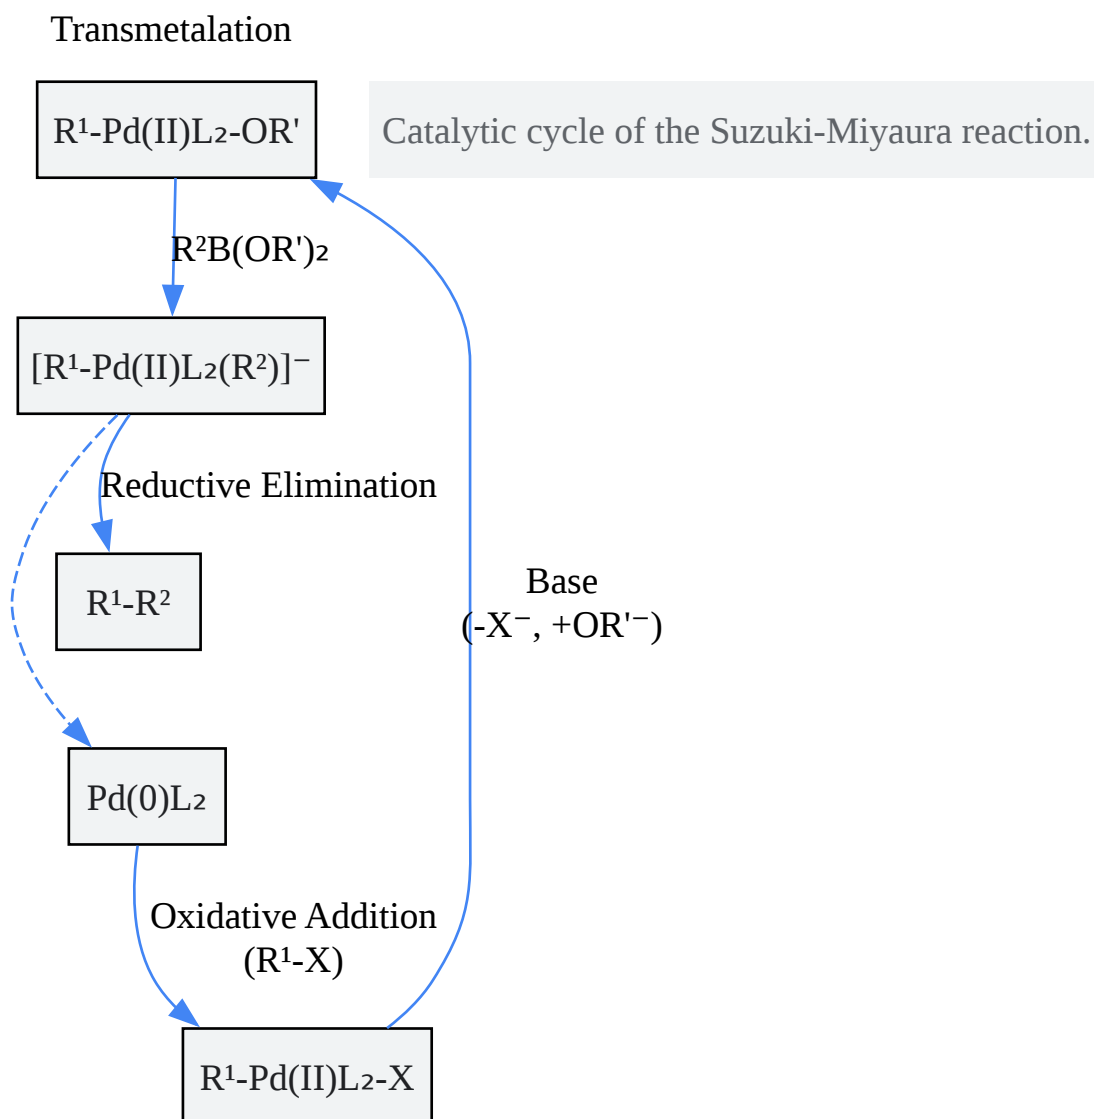 Transmetalation
R¹-Pd(II)L₂-OR'
Catalytic cycle of the Suzuki-Miyaura reaction.
R²B(OR')₂
[R¹-Pd(II)L₂(R²)]⁻
Reductive Elimination
R¹-R²
Base
(-X⁻, +OR'⁻)
Pd(0)L₂
Oxidative Addition
(R¹-X)
R¹-Pd(II)L₂-X